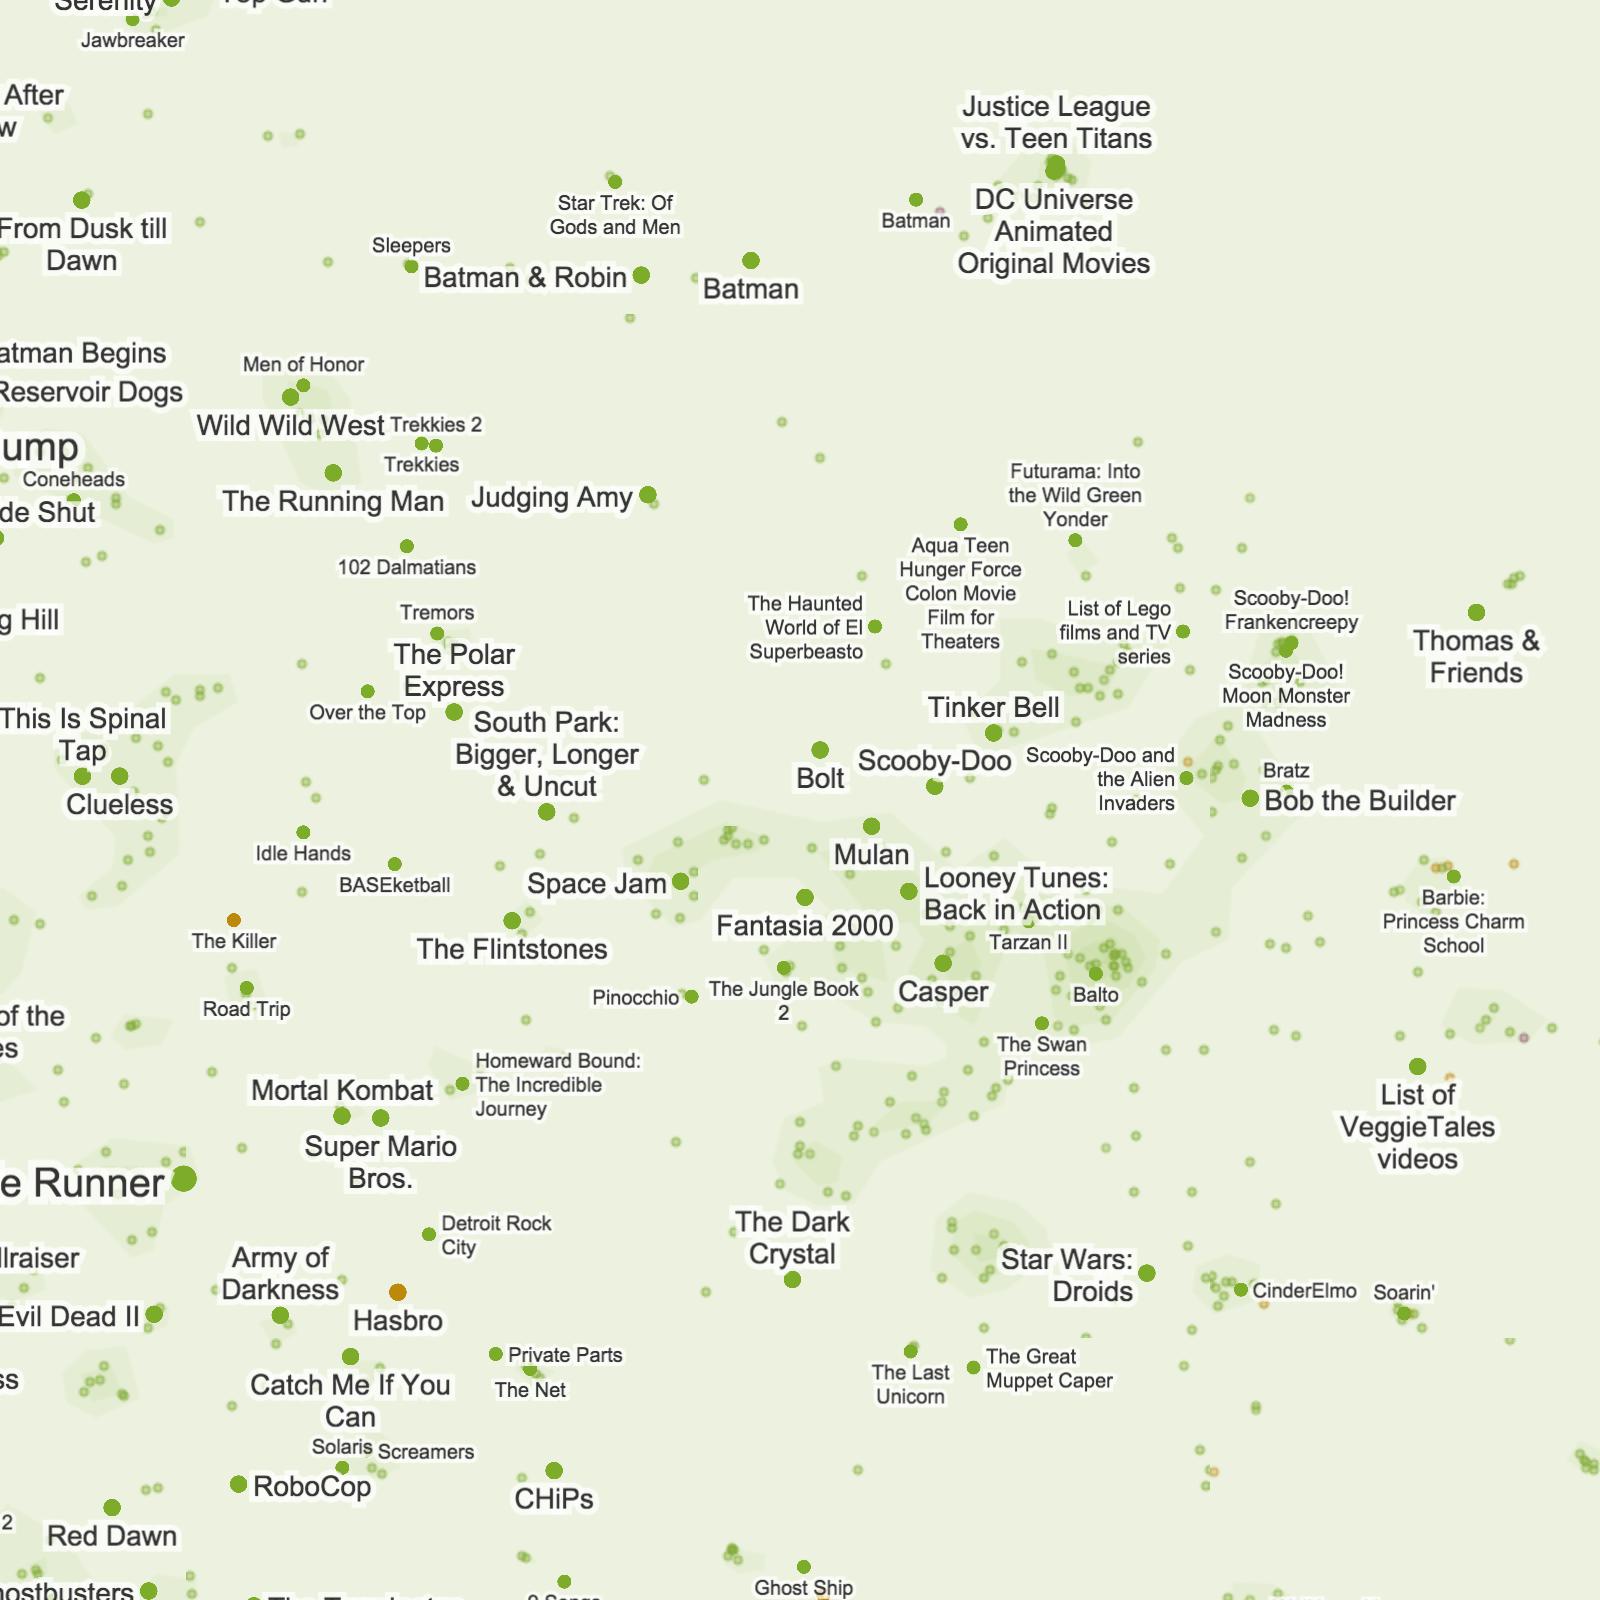 Serenity
Top Gun
Jawbreaker
After
w
Justice League
vs. Teen Titans
DC Universe
Animated
Original Movies
Batman
Star Trek: Of
Gods and Men
From Dusk till
Dawn
Sleepers
Batman & Robin
Batman
atman Begins
Reservoir Dogs
Men of Honor
Wild Wild West
Trekkies 2
Trekkies
ump
Coneheads
de Shut
The Running Man
Judging Amy
102 Dalmatians
Futurama: Into
the Wild Green
Yonder
Aqua Teen
Hunger Force
Colon Movie
Film for
Theaters
The Haunted
World of El
Superbeasto
List of Lego
films and TV
series
Scooby-Doo!
Frankencreepy
Scooby-Doo!
Moon Monster
Madness
Thomas &
Friends
g Hill
Tremors
The Polar
Express
Over the Top
South Park:
Bigger, Longer
& Uncut
This Is Spinal
Tap
Clueless
Tinker Bell
Bolt
Scooby-Doo
Scooby-Doo and
the Alien
Invaders
Bratz
Bob the Builder
Mulan
Idle Hands
BASEketball
Space Jam
Looney Tunes:
Back in Action
Fantasia 2000
Tarzan II
Barbie:
Princess Charm
School
The Killer
The Flintstones
Road Trip
Pinocchio
The Jungle Book
2
Casper
Balto
The Swan
Princess
of the
es
Homeward Bound:
The Incredible
Journey
Mortal Kombat
Super Mario
Bros.
List of
VeggieTales
videos
e Runner
Detroit Rock
City
The Dark
Crystal
Star Wars:
Droids
CinderElmo
Soarin'
llraiser
Army of
Darkness
Evil Dead II
Hasbro
Catch Me If You
Can
Private Parts
The Net
The Last
Unicorn
The Great
Muppet Caper
ss
Solaris
Screamers
RoboCop
CHiPs
2
Red Dawn
hostbusters
Ghost Ship